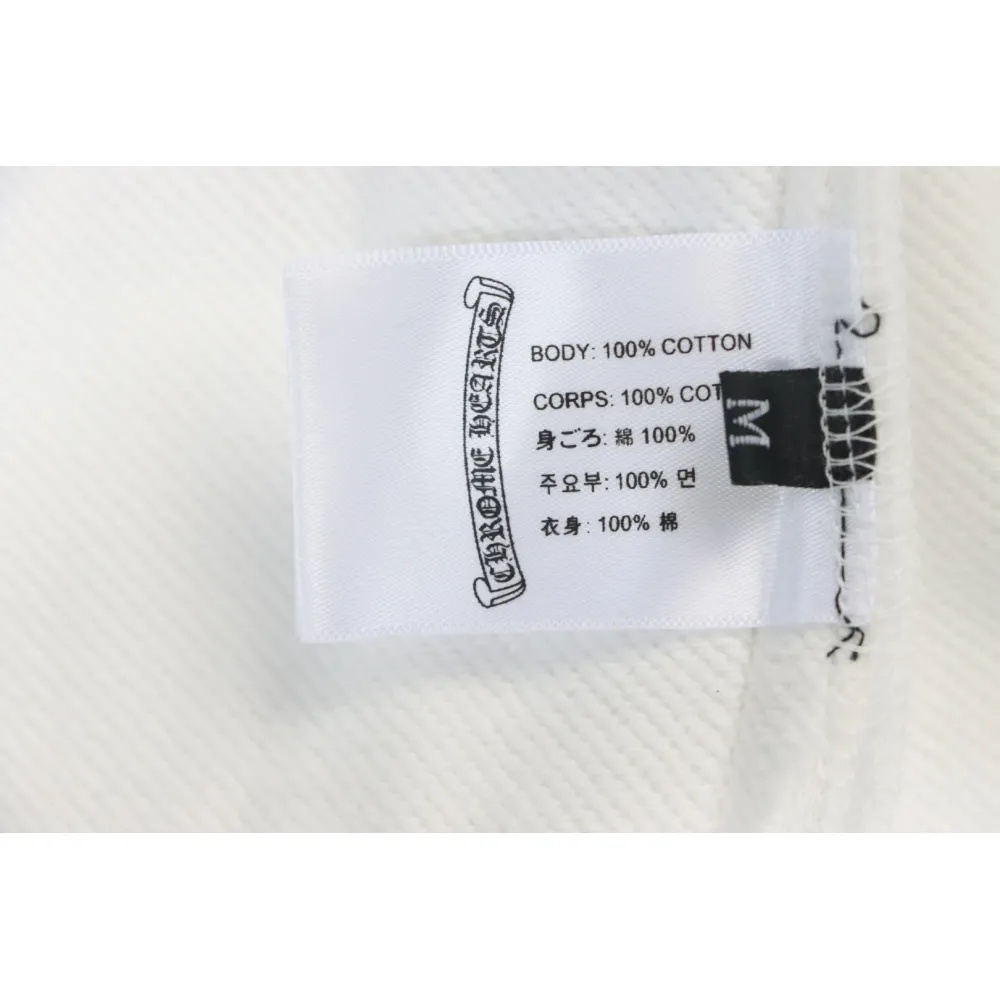 CHROME HEARTS
BODY: 100% COTTON
CORPS: 100% COT
身ごろ: 綿 100%
주요부: 100% 면
衣身: 100% 棉
M